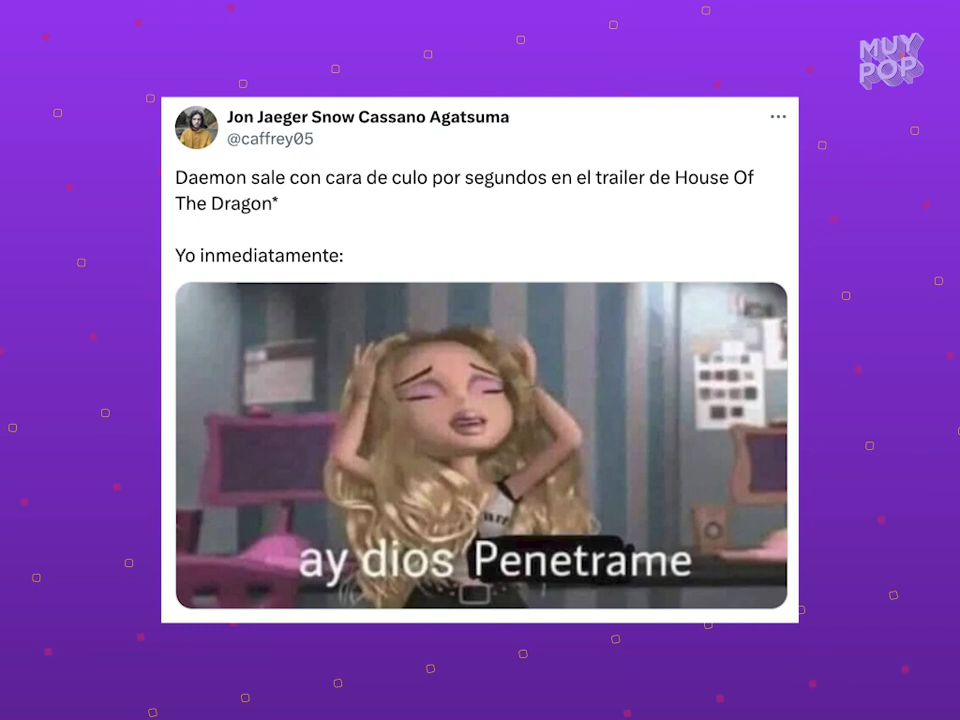 MUY
POP
Jon Jaeger Snow Cassano Agatsuma
@caffrey05
Daemon sale con cara de culo por segundos en el trailer de House Of
The Dragon*
Yo inmediatamente:
ay dios Penetrame